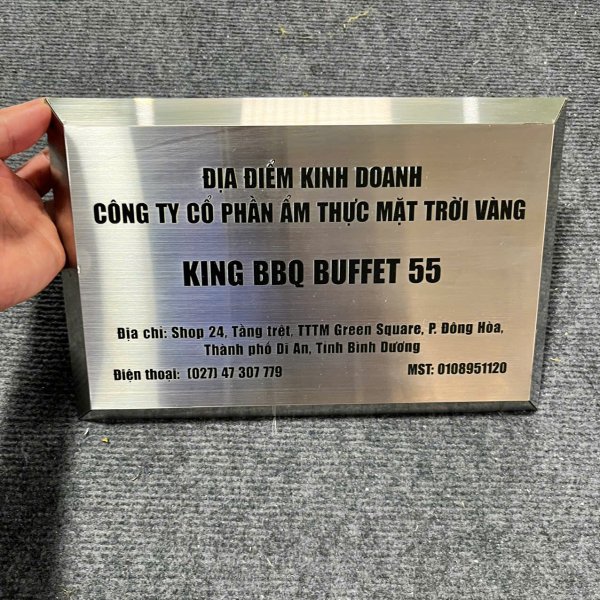 ĐỊA ĐIỂM KINH DOANH
CÔNG TY CỔ PHẦN ẨM THỰC MẶT TRỜI VÀNG
KING BBQ BUFFET 55
Địa chỉ: Shop 24, Tầng trệt, TTTM Green Square, P. Đông Hòa,
Thành phố Dĩ An, Tỉnh Bình Dương
Điện thoại: (027) 47 307 779 MST: 0108951120